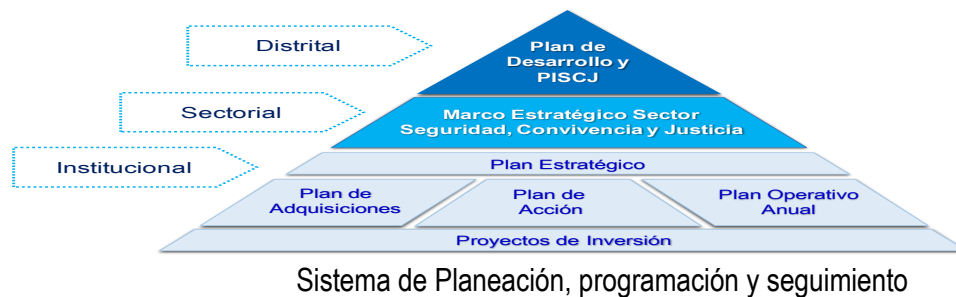 Distrital
Plan de
Desarrollo y
PISCJ
Sectorial
Marco Estratégico Sector
Seguridad, Convivencia y Justicia
Institucional
Plan Estratégico
Plan de
Adquisiciones
Plan de
Acción
Plan Operativo
Anual
Proyectos de Inversión
Sistema de Planeación, programación y seguimiento